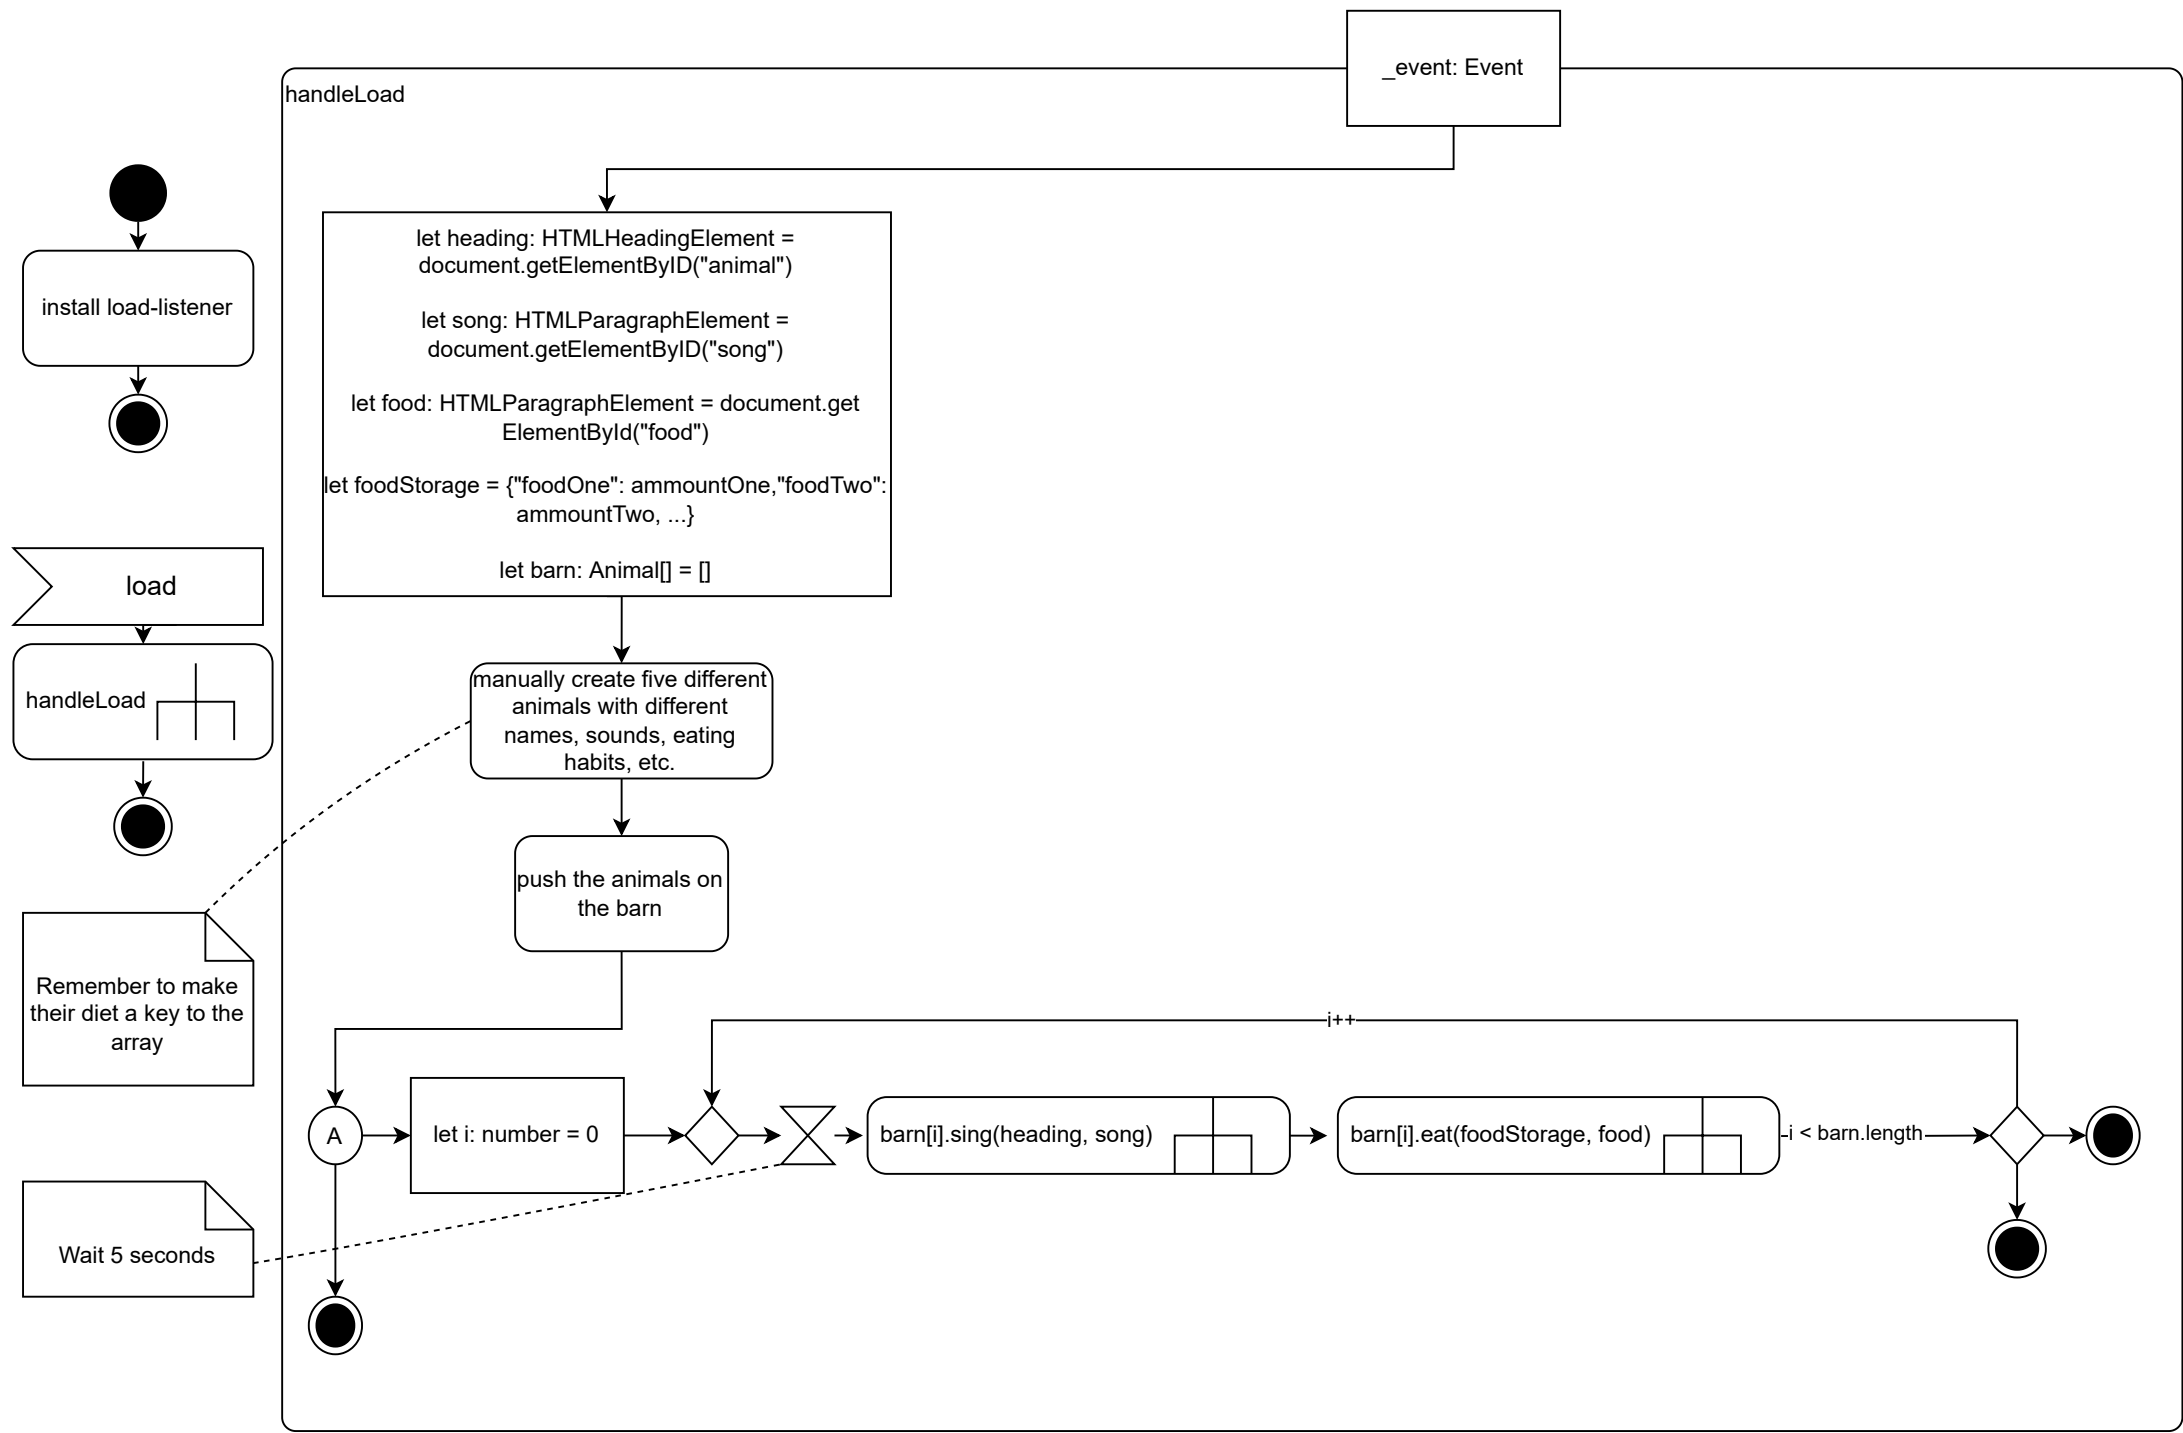 _event: Event
handleLoad
install load-listener
let heading: HTMLHeadingElement =
document.getElementByID("animal")
let song: HTMLParagraphElement =
document.getElementByID("song")
let food: HTMLParagraphElement = document.get
ElementById("food")
let foodStorage = {"foodOne": ammountOne,"foodTwo":
ammountTwo, ...}
let barn: Animal[] = []
load
handleLoad
manually create five different
animals with different
names, sounds, eating
habits, etc.
push the animals on
the barn
Remember to make
their diet a key to the
array
i++
A
let i: number = 0
barn[i].sing(heading, song)
barn[i].eat(foodStorage, food)
i < barn.length
Wait 5 seconds